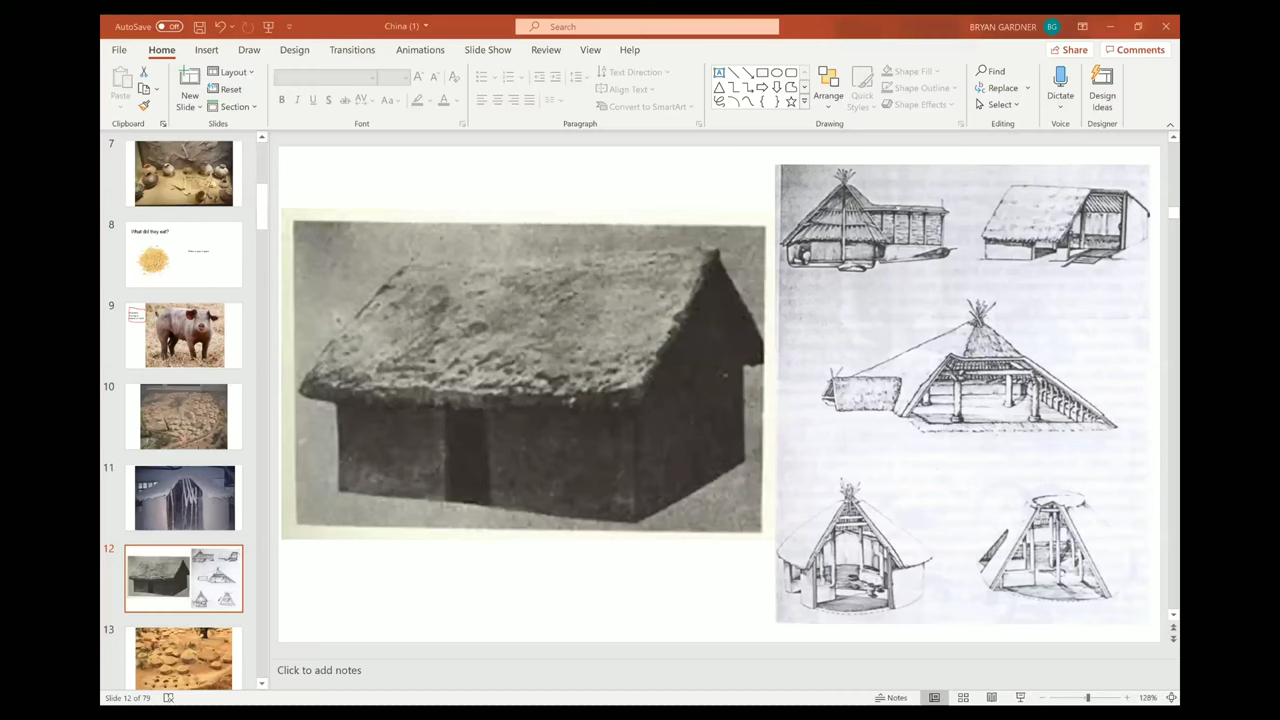 AutoSave Off
China (1)
Search
BRYAN GARDNER BG
File Home Insert Draw Design Transitions Animations Slide Show Review View Help
Share Comments
Paste
New
Slide
Layout
Reset
Section
B I U S ab AV Aa A
Text Direction
Align Text
Convert to SmartArt
Arrange
Quick
Styles
Shape Fill
Shape Outline
Shape Effects
Find
Replace
Select
Dictate
Design
Ideas
Clipboard Slides Font Paragraph Drawing Editing Voice Designer
7
8
What did they eat?
9
10
11
12
13
Click to add notes
Slide 12 of 79
Notes
128%